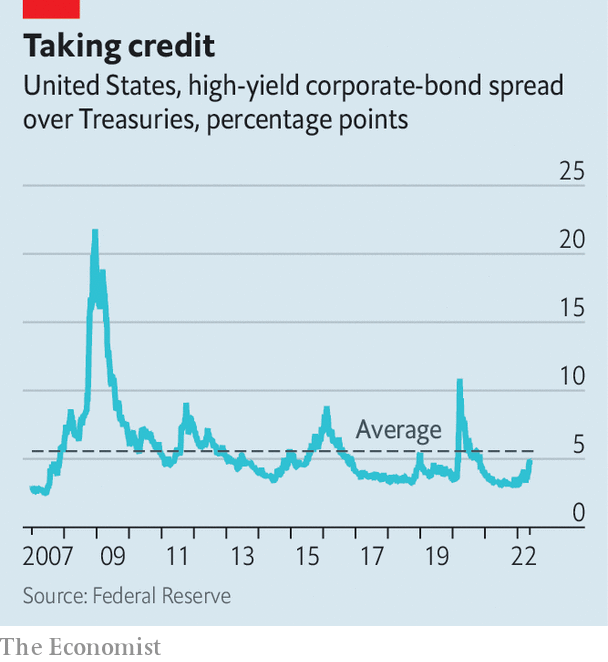 Taking credit
United States, high-yield corporate-bond spread
over Treasuries, percentage points
25
20
15
10
Average
5
0
2007 09 11 13 15 17 19 22
Source: Federal Reserve
The Economist